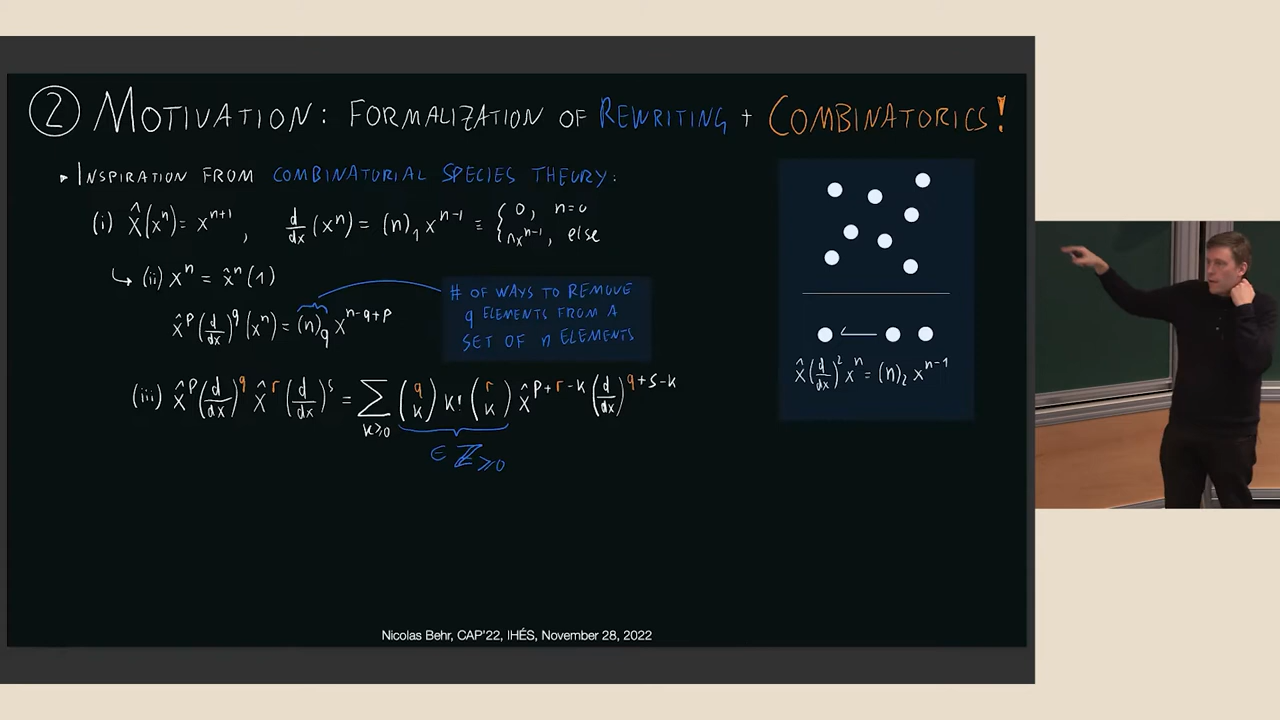 ② MOTIVATION: FORMALIZATION OF REWRITING + COMBINATORICS!
▸ INSPIRATION FROM COMBINATORIAL SPECIES THEORY:
(i) x̂(xⁿ) = xⁿ⁺¹ , d/dx (xⁿ) = (n)₁ xⁿ⁻¹ ≡ { 0, n=0
nxⁿ⁻¹, else
↳ (ii) xⁿ = x̂ⁿ(1)
x̂^p (d/dx)^q (xⁿ) = (n)_q x^{n-q+p}
# OF WAYS TO REMOVE
q ELEMENTS FROM A
SET OF n ELEMENTS
(iii) x̂^p (d/dx)^q x̂^r (d/dx)^s = ∑_{k≥0} (q k) k! (r k) x̂^{p+r-k} (d/dx)^{q+s-k}
∈ ℤ≥0
x̂ (d/dx)² xⁿ = (n)₂ xⁿ⁻¹
Nicolas Behr, CAP'22, IHÉS, November 28, 2022